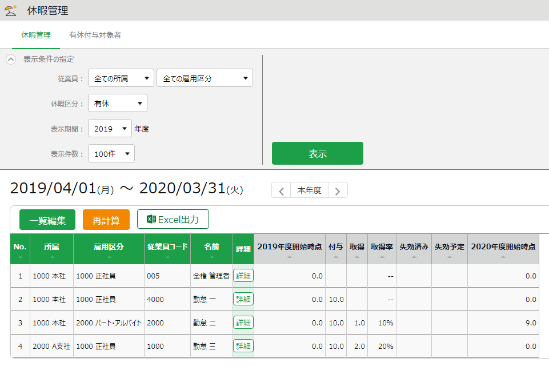 休暇管理
休暇管理 有休付与対象者
表示条件の指定
従業員： 全ての所属 全ての雇用区分
休暇区分： 有休
表示期間： 2019 年度
表示件数： 100件
表示
2019/04/01(月) ～ 2020/03/31(火)
本年度
一覧編集 再計算 Excel出力
No. 所属 雇用区分 従業員コード 名前 詳細 2019年度開始時点 付与 取得 取得率 失効済み 失効予定 2020年度開始時点
1 1000 本社 1000 正社員 005 全権 管理者 詳細 0.0 -- 0.0
2 1000 本社 1000 正社員 4000 勤怠 一 詳細 0.0 10.0 -- 0.0
3 1000 本社 2000 パート・アルバイト 2000 勤怠 二 詳細 0.0 10.0 1.0 10% 9.0
4 2000 A支社 1000 正社員 1000 勤怠 三 詳細 0.0 10.0 2.0 20% 0.0